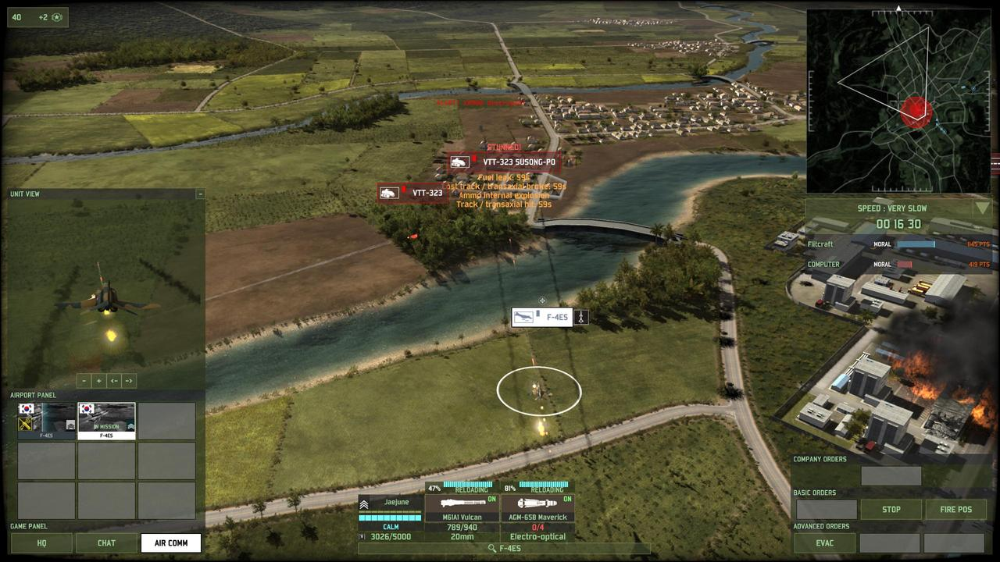 40 +2
SPEED : VERY SLOW
00 16 30
Flitcraft MORAL 1145 PTS
COMPUTER MORAL 419 PTS
STUNNED!
VTT-323 SUSONG-PO
Fuel leak: 59s
VTT-323
Lost track / transaxial broke: 59s
Ammo internal explosion
Track / transaxial hit: 59s
F-4ES
UNIT VIEW -
- + <- ->
AIRPORT PANEL
F-4ES
IN MISSION
F-4ES
GAME PANEL
HQ CHAT AIR COMM
Jaejune
CALM
3026/5000
47% RELOADING
ON
M61A1 Vulcan
789/940
20mm
81% RELOADING
ON
AGM-65B Maverick
0/4
Electro-optical
F-4ES
COMPANY ORDERS
BASIC ORDERS
STOP FIRE POS
ADVANCED ORDERS
EVAC